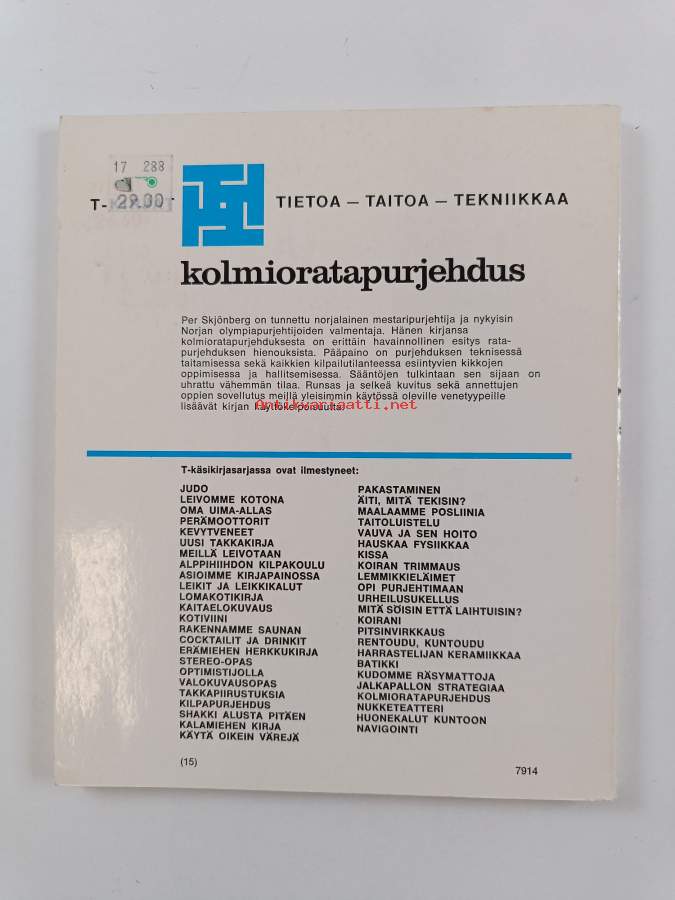 17 288
29.00
T-
TIETOA — TAITOA — TEKNIIKKAA
kolmioratapurjehdus
Per Skjönberg on tunnettu norjalainen mestaripurjehtija ja nykyisin
Norjan olympiapurjehtijoiden valmentaja. Hänen kirjansa
kolmioratapurjehduksesta on erittäin havainnollinen esitys rata-
purjehduksen hienouksista. Pääpaino on purjehduksen teknisessä
taitamisessa sekä kaikkien kilpailutilanteessa esiintyvien kikkojen
oppimisessa ja hallitsemisessa. Sääntöjen tulkintaan sen sijaan on
uhrattu vähemmän tilaa. Runsas ja selkeä kuvitus sekä annettujen
oppien sovellutus meillä yleisimmin käytössä oleville venetyypeille
lisäävät kirjan käyttökelpoisuutta.
Antikvariaatti.net
T-käsikirjasarjassa ovat ilmestyneet:
JUDO
LEIVOMME KOTONA
OMA UIMA-ALLAS
PERÄMOOTTORIT
KEVYTVENEET
UUSI TAKKAKIRJA
MEILLÄ LEIVOTAAN
ALPPIHIIHDON KILPAKOULU
ASIOIMME KIRJAPAINOSSA
LEIKIT JA LEIKKIKALUT
LOMAKOTIKIRJA
KAITAELOKUVAUS
KOTIVIINI
RAKENNAMME SAUNAN
COCKTAILIT JA DRINKIT
ERÄMIEHEN HERKKUKIRJA
STEREO-OPAS
OPTIMISTIJOLLA
VALOKUVAUSOPAS
TAKKAPIIRUSTUKSIA
KILPAPURJEHDUS
SHAKKI ALUSTA PITÄEN
KALAMIEHEN KIRJA
KÄYTÄ OIKEIN VÄREJÄ
PAKASTAMINEN
ÄITI, MITÄ TEKISIN?
MAALAAMME POSLIINIA
TAITOLUISTELU
VAUVA JA SEN HOITO
HAUSKAA FYSIIKKAA
KISSA
KOIRAN TRIMMAUS
LEMMIKKIELÄIMET
OPI PURJEHTIMAAN
URHEILUSUKELLUS
MITÄ SÖISIN ETTÄ LAIHTUISIN?
KOIRANI
PITSINVIRKKAUS
RENTOUDU, KUNTOUDU
HARRASTELIJAN KERAMIIKKAA
BATIKKI
KUDOMME RÄSYMATTOJA
JALKAPALLON STRATEGIAA
KOLMIORATAPURJEHDUS
NUKKETEATTERI
HUONEKALUT KUNTOON
NAVIGOINTI
(15)
7914